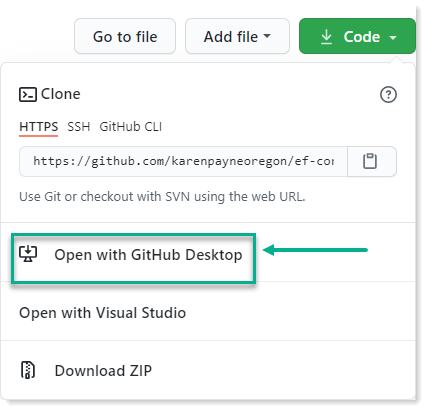 Go to file Add file Code
Clone
HTTPS SSH GitHub CLI
https://github.com/karenpayneoregon/ef-cor
Use Git or checkout with SVN using the web URL.
Open with GitHub Desktop
Open with Visual Studio
Download ZIP